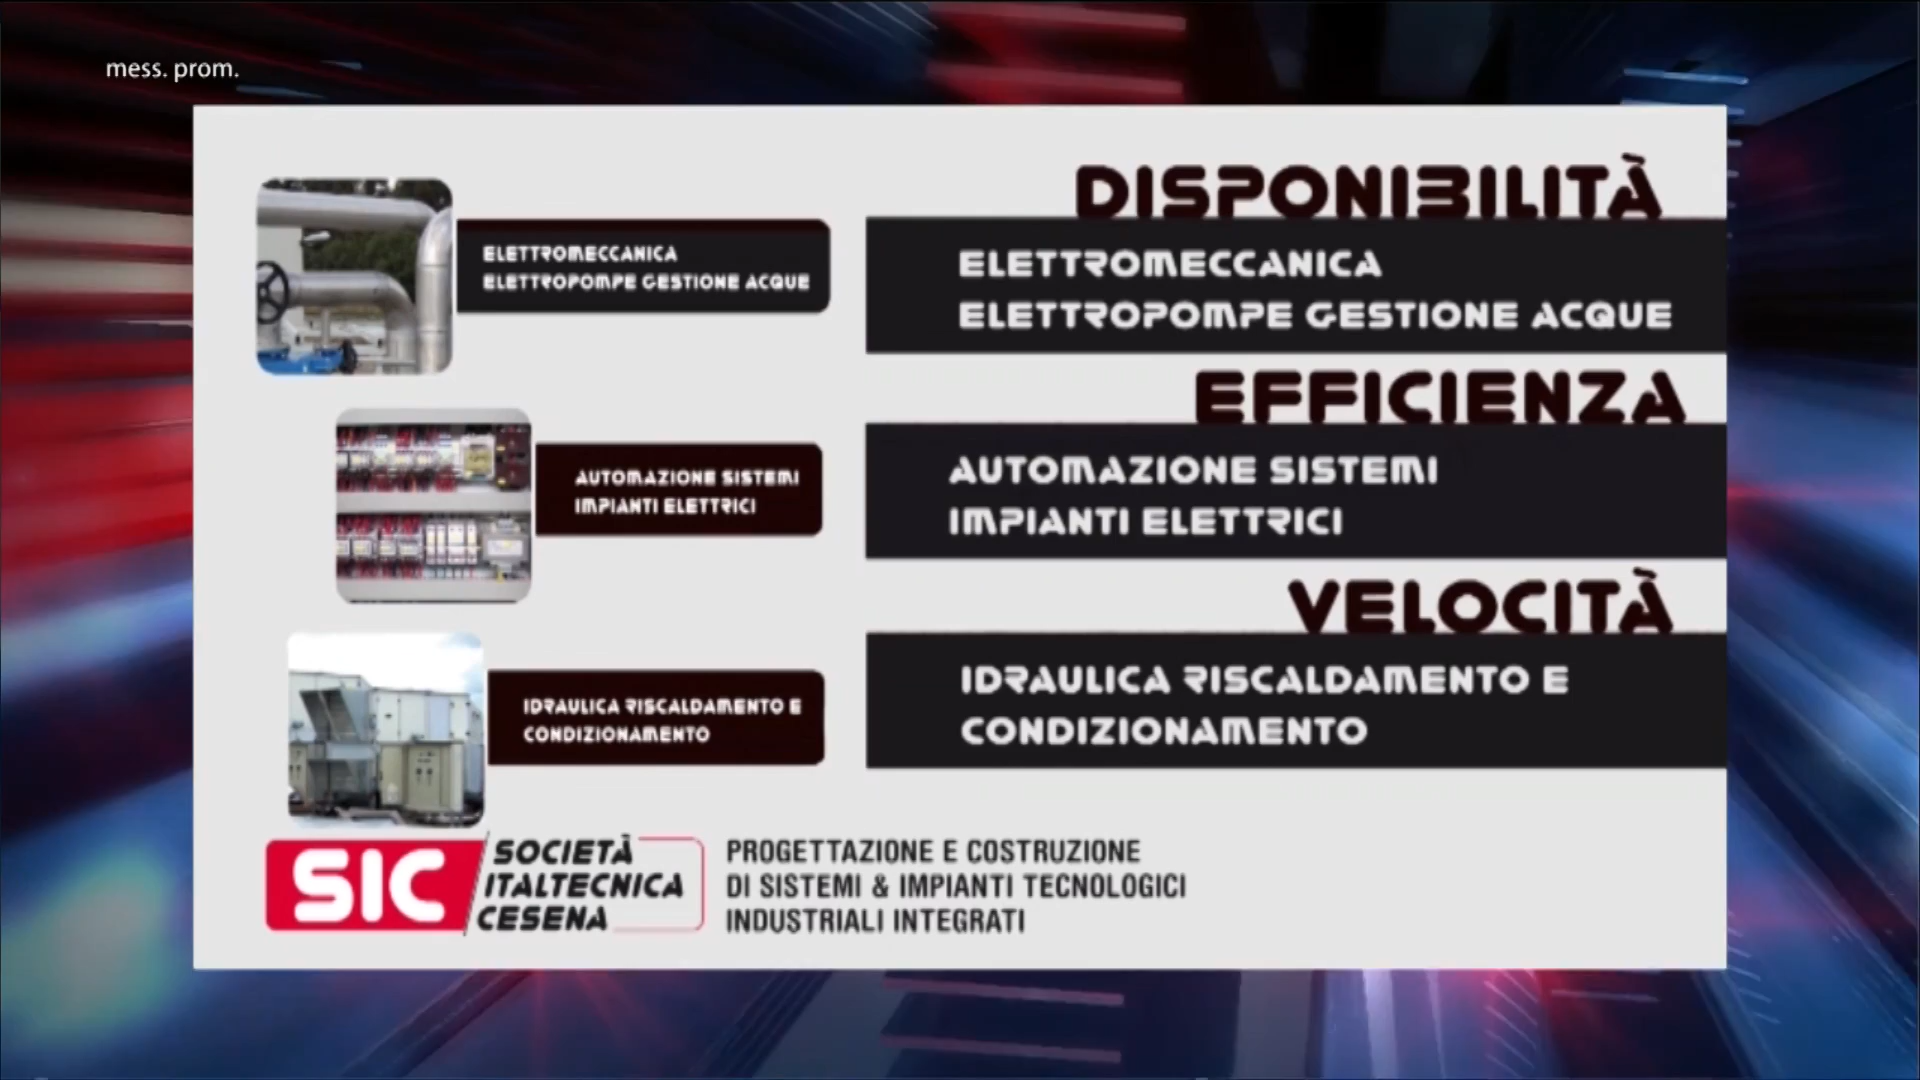 mess. prom.
DISPONIBILITÀ
ELETTROMECCANICA
ELETTROPOMPE GESTIONE ACQUE
ELETTROMECCANICA
ELETTROPOMPE GESTIONE ACQUE
EFFICIENZA
AUTOMAZIONE SISTEMI
IMPIANTI ELETTRICI
AUTOMAZIONE SISTEMI
IMPIANTI ELETTRICI
VELOCITÀ
IDRAULICA RISCALDAMENTO E
CONDIZIONAMENTO
IDRAULICA RISCALDAMENTO E
CONDIZIONAMENTO
SIC
SOCIETÀ
ITALTECNICA
CESENA
PROGETTAZIONE E COSTRUZIONE
DI SISTEMI & IMPIANTI TECNOLOGICI
INDUSTRIALI INTEGRATI